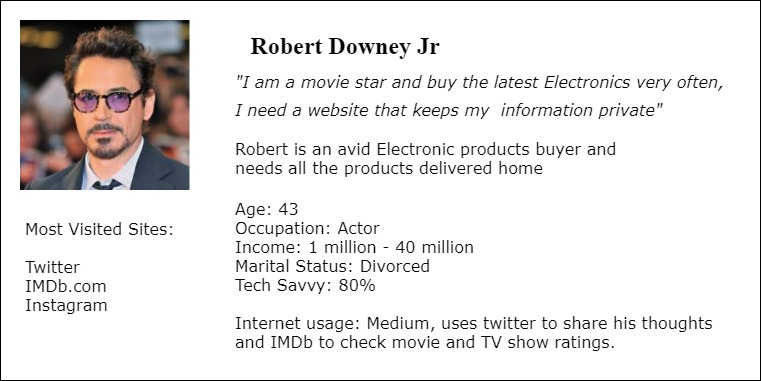 Robert Downey Jr
"I am a movie star and buy the latest Electronics very often,
I need a website that keeps my  information private"
Robert is an avid Electronic products buyer and
needs all the products delivered home
Most Visited Sites:
Twitter
IMDb.com
Instagram
Age: 43
Occupation: Actor
Income: 1 million - 40 million
Marital Status: Divorced
Tech Savvy: 80%
Internet usage: Medium, uses twitter to share his thoughts
and IMDb to check movie and TV show ratings.